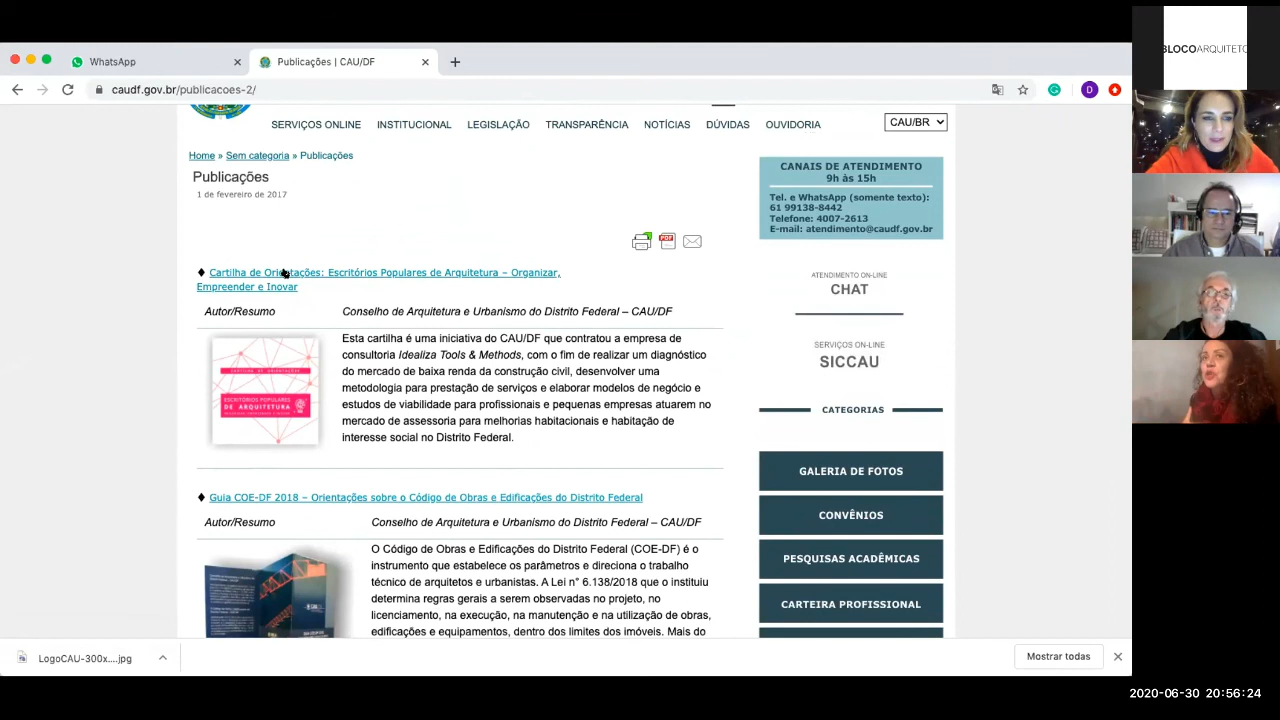 WhatsApp
Publicações | CAU/DF
caudf.gov.br/publicacoes-2/
D
SERVIÇOS ONLINE INSTITUCIONAL LEGISLAÇÃO TRANSPARÊNCIA NOTÍCIAS DÚVIDAS OUVIDORIA
CAU/BR
Home » Sem categoria » Publicações
Publicações
1 de fevereiro de 2017
PDF
♦ Cartilha de Orientações: Escritórios Populares de Arquitetura – Organizar,
Empreender e Inovar
Autor/Resumo Conselho de Arquitetura e Urbanismo do Distrito Federal – CAU/DF
CARTILHA DE ORIENTAÇÕES
ESCRITÓRIOS POPULARES
DE ARQUITETURA
Esta cartilha é uma iniciativa do CAU/DF que contratou a empresa de
consultoria Idealiza Tools & Methods, com o fim de realizar um diagnóstico
do mercado de baixa renda da construção civil, desenvolver uma
metodologia para prestação de serviços e elaborar modelos de negócio e
estudos de viabilidade para profissionais e pequenas empresas atuarem no
mercado de assessoria para melhorias habitacionais e habitação de
interesse social no Distrito Federal.
♦ Guia COE-DF 2018 – Orientações sobre o Código de Obras e Edificações do Distrito Federal
Autor/Resumo Conselho de Arquitetura e Urbanismo do Distrito Federal – CAU/DF
O Código de Obras e Edificações do Distrito Federal (COE-DF) é o
instrumento que estabelece os parâmetros e direciona o trabalho
técnico de arquitetos e urbanistas. A Lei n° 6.138/2018 que o instituiu
determina regras gerais a serem observadas no projeto, no
licenciamento, na execução, na manutenção e na utilização de obras,
edificações e equipamentos, dentro dos limites dos imóveis. Mais do
CANAIS DE ATENDIMENTO
9h às 15h
Tel. e WhatsApp (somente texto):
61 99138-8442
Telefone: 4007-2613
E-mail: atendimento@caudf.gov.br
ATENDIMENTO ON-LINE
CHAT
SERVIÇOS ON-LINE
SICCAU
CATEGORIAS
GALERIA DE FOTOS
CONVÊNIOS
PESQUISAS ACADÊMICAS
CARTEIRA PROFISSIONAL
LogoCAU-300x....jpg
Mostrar todas
BLOCOARQUITETO
2020-06-30 20:56:24